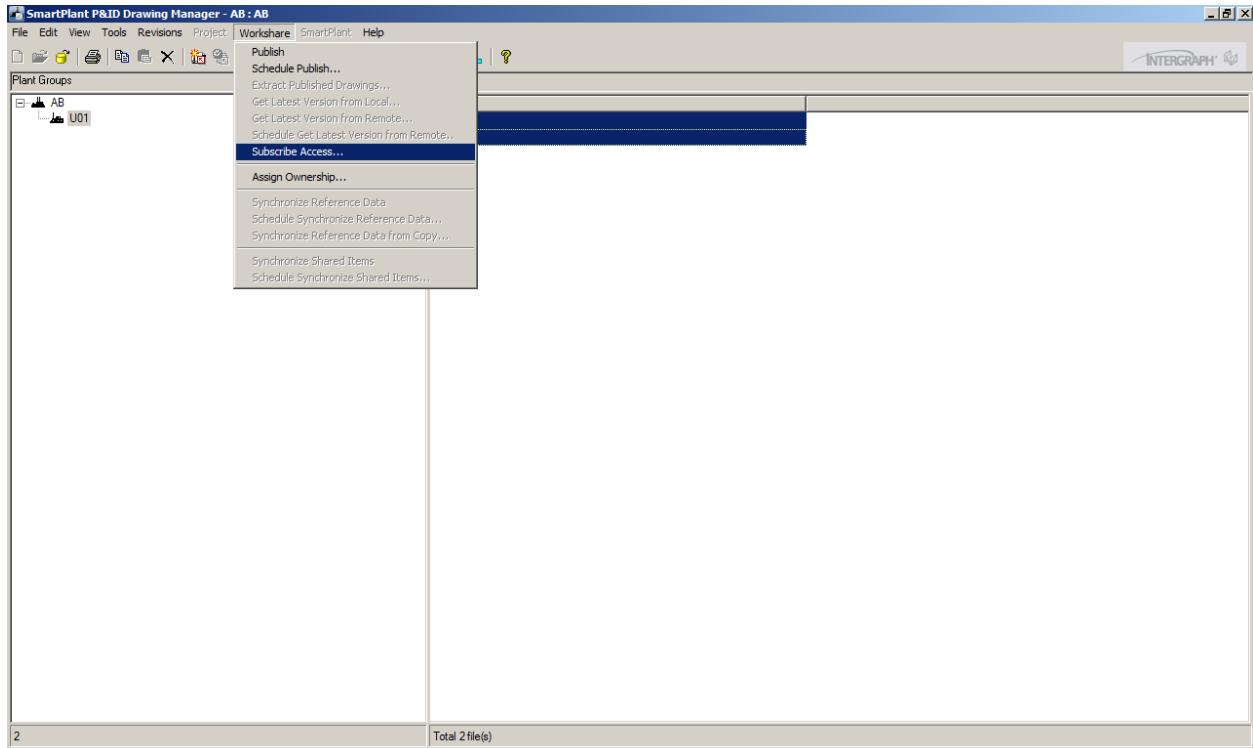 SmartPlant P&ID Drawing Manager - AB : AB
File Edit View Tools Revisions Project Workshare SmartPlant Help
INTERGRAPH
Plant Groups
AB
U01
Publish
Schedule Publish...
Extract Published Drawings...
Get Latest Version from Local...
Get Latest Version from Remote...
Schedule Get Latest Version from Remote..
Subscribe Access...
Assign Ownership...
Synchronize Reference Data
Schedule Synchronize Reference Data...
Synchronize Reference Data from Copy...
Synchronize Shared Items
Schedule Synchronize Shared Items...
2 Total 2 file(s)